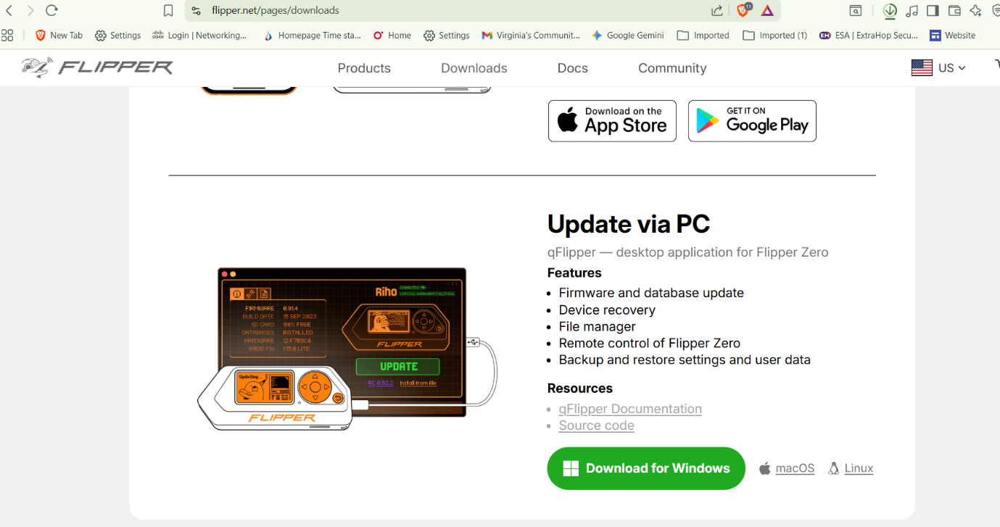 flipper.net/pages/downloads
11
New Tab
Settings
Login | Networking...
Homepage Time sta...
Home
Settings
Virginia's Communit...
Google Gemini
Imported
Imported (1)
EH
ESA | ExtraHop Secu...
Website
FLIPPER
Products
Downloads
Docs
Community
US
Download on the
App Store
GET IT ON
Google Play
Update via PC
qFlipper — desktop application for Flipper Zero
Features
Firmware and database update
Device recovery
File manager
Remote control of Flipper Zero
Backup and restore settings and user data
Resources
qFlipper Documentation
Source code
Download for Windows
macOS
Linux
Riho
CONNECTED
FIRMWARE 0.91.4
BUILD DATE 15 SEP 2023
SD CARD 99% FREE
DATABASES INSTALLED
HARDWARE 12.F7B9C6
RADIO FW 1.15.0 LITE
FLIPPER
UPDATE
RC 0.92.2 Install from file
Updating...
FLIPPER